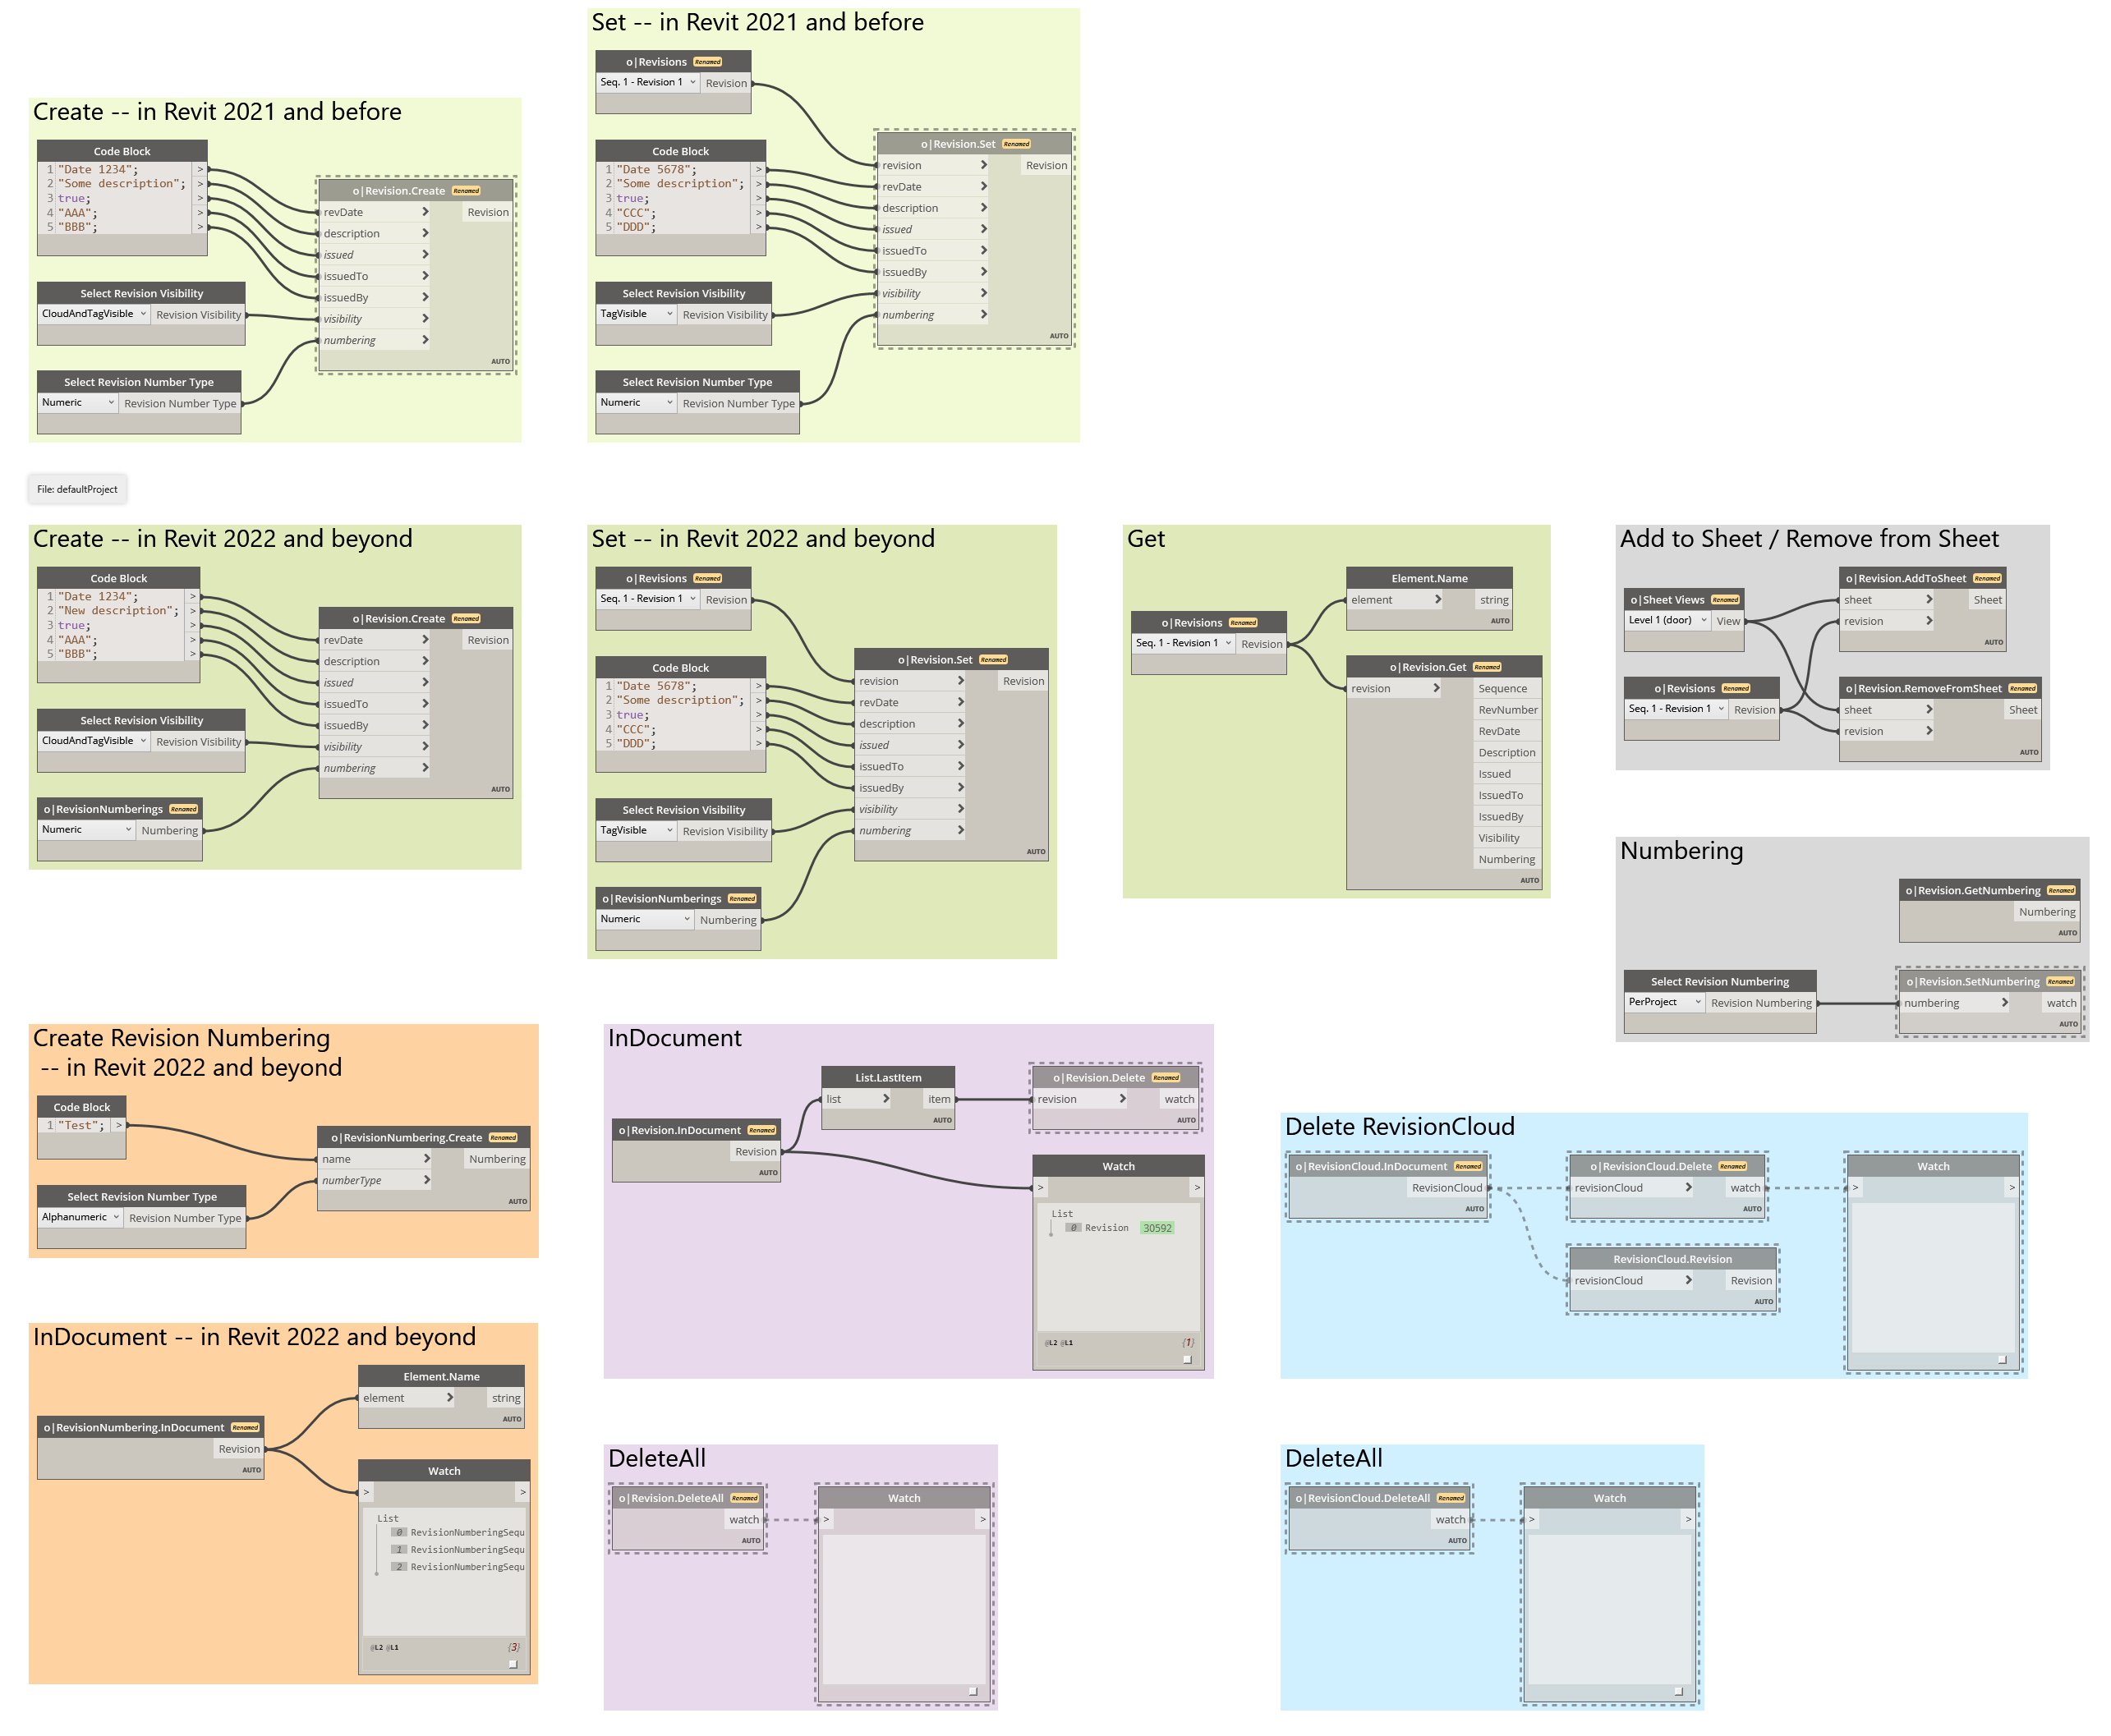 Set -- in Revit 2021 and before
o|Revisions Renamed
Seq. 1 - Revision 1 Revision
Code Block
1 "Date 5678"; >
2 "Some description"; >
3 true; >
4 "CCC"; >
5 "DDD"; >
Select Revision Visibility
TagVisible Revision Visibility
Select Revision Number Type
Numeric Revision Number Type
o|Revision.Set Renamed
revision Revision
revDate
description
issued
issuedTo
issuedBy
visibility
numbering
AUTO
Create -- in Revit 2021 and before
Code Block
1 "Date 1234"; >
2 "Some description"; >
3 true; >
4 "AAA"; >
5 "BBB"; >
Select Revision Visibility
CloudAndTagVisible Revision Visibility
Select Revision Number Type
Numeric Revision Number Type
o|Revision.Create Renamed
revDate Revision
description
issued
issuedTo
issuedBy
visibility
numbering
AUTO
File: defaultProject
Create -- in Revit 2022 and beyond
Code Block
1 "Date 1234"; >
2 "New description"; >
3 true; >
4 "AAA"; >
5 "BBB"; >
Select Revision Visibility
CloudAndTagVisible Revision Visibility
o|RevisionNumberings Renamed
Numeric Numbering
o|Revision.Create Renamed
revDate Revision
description
issued
issuedTo
issuedBy
visibility
numbering
AUTO
Set -- in Revit 2022 and beyond
o|Revisions Renamed
Seq. 1 - Revision 1 Revision
Code Block
1 "Date 5678"; >
2 "Some description"; >
3 true; >
4 "CCC"; >
5 "DDD"; >
Select Revision Visibility
TagVisible Revision Visibility
o|RevisionNumberings Renamed
Numeric Numbering
o|Revision.Set Renamed
revision Revision
revDate
description
issued
issuedTo
issuedBy
visibility
numbering
AUTO
Get
o|Revisions Renamed
Seq. 1 - Revision 1 Revision
Element.Name
element string
AUTO
o|Revision.Get Renamed
revision Sequence
RevNumber
RevDate
Description
Issued
IssuedTo
IssuedBy
Visibility
Numbering
AUTO
Add to Sheet / Remove from Sheet
o|Sheet Views Renamed
Level 1 (door) View
o|Revisions Renamed
Seq. 1 - Revision 1 Revision
o|Revision.AddToSheet Renamed
sheet Sheet
revision
AUTO
o|Revision.RemoveFromSheet Renamed
sheet Sheet
revision
AUTO
Numbering
o|Revision.GetNumbering Renamed
Numbering
AUTO
Select Revision Numbering
PerProject Revision Numbering
o|Revision.SetNumbering Renamed
numbering watch
AUTO
Create Revision Numbering
-- in Revit 2022 and beyond
Code Block
1 "Test"; >
Select Revision Number Type
Alphanumeric Revision Number Type
o|RevisionNumbering.Create Renamed
name Numbering
numberType
AUTO
InDocument
o|Revision.InDocument Renamed
Revision
AUTO
List.LastItem
list item
AUTO
o|Revision.Delete Renamed
revision watch
AUTO
Watch
> >
List
0 Revision 30592
@L2 @L1 {1}
Delete RevisionCloud
o|RevisionCloud.InDocument Renamed
RevisionCloud
AUTO
o|RevisionCloud.Delete Renamed
revisionCloud watch
AUTO
RevisionCloud.Revision
revisionCloud Revision
AUTO
Watch
> >
InDocument -- in Revit 2022 and beyond
o|RevisionNumbering.InDocument Renamed
Revision
AUTO
Element.Name
element string
AUTO
Watch
> >
List
0 RevisionNumberingSequ
1 RevisionNumberingSequ
2 RevisionNumberingSequ
@L2 @L1 {3}
DeleteAll
o|Revision.DeleteAll Renamed
watch
AUTO
Watch
> >
DeleteAll
o|RevisionCloud.DeleteAll Renamed
watch
AUTO
Watch
> >